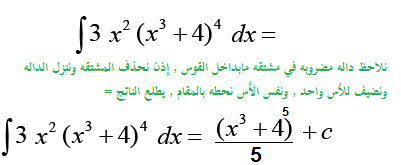 ∫3 x² (x³ + 4)⁴ dx =
نلاحظ داله مضروبه في مشتقه مابداخل القوس , إذن نحذف المشتقه وننزل الداله
ونضيف للأس واحد , ونفس الأس نحطه بالمقام , يطلع الناتج =
∫3 x² (x³ + 4)⁴ dx = (x³ + 4)⁵ / 5 + c